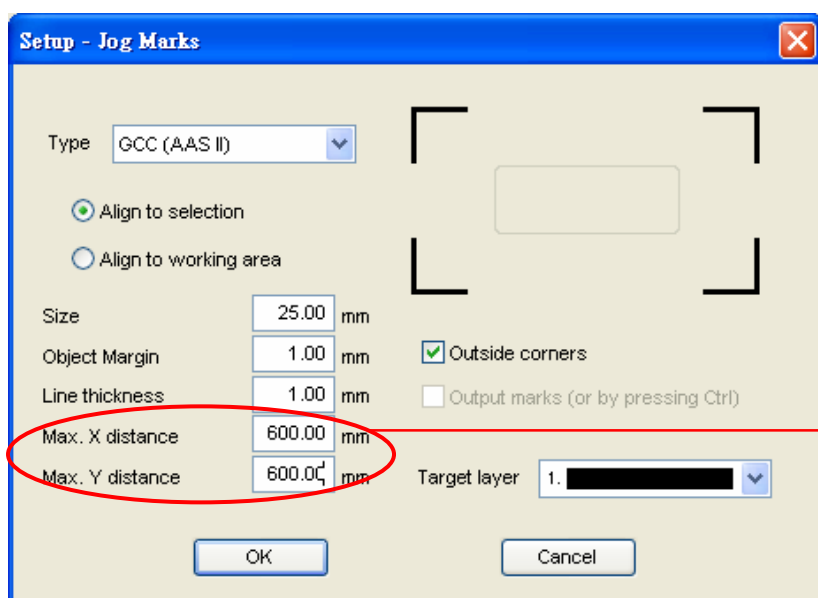 Setup - Jog Marks
Type GCC (AAS II)
Align to selection
Align to working area
Size 25.00 mm
Object Margin 1.00 mm
Outside corners
Line thickness 1.00 mm
Output marks (or by pressing Ctrl)
Max. X distance 600.00 mm
Max. Y distance 600.00 mm
Target layer 1.
OK Cancel